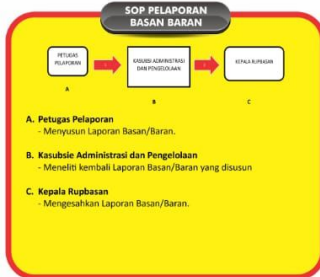 SOP PELAPORAN
BASAN BARAN
PETUGAS
PELAPORAN
KASUBSI ADMINISTRASI
DAN PENGELOLAAN
KEPALA RUPBASAN
A
B
C
A. Petugas Pelaporan
- Menyusun Laporan Basan/Baran.
B. Kasubsie Administrasi dan Pengelolaan
- Meneliti kembali Laporan Basan/Baran yang disusun
C. Kepala Rupbasan
- Mengesahkan Laporan Basan/Baran.